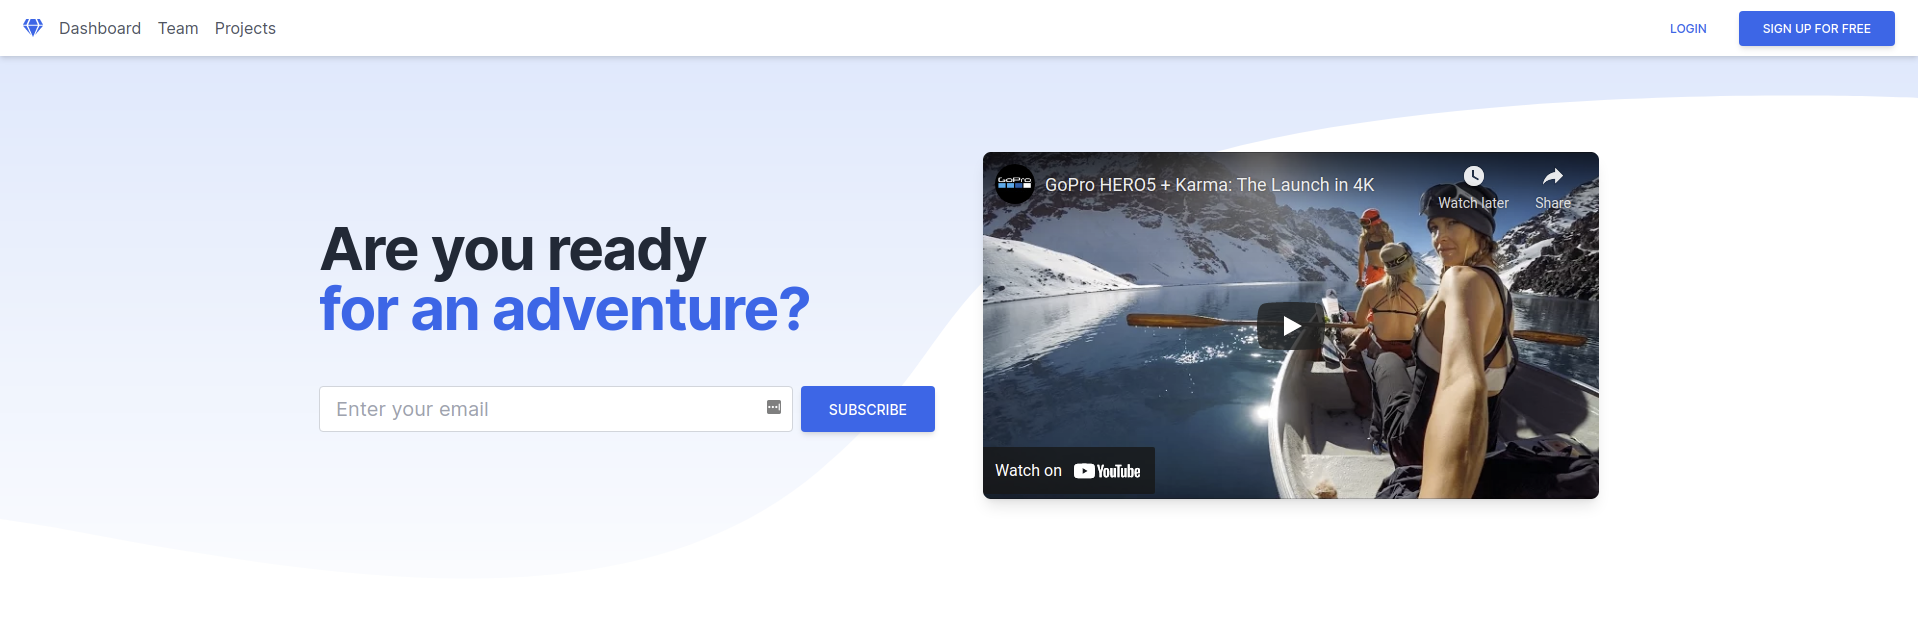 Dashboard Team Projects LOGIN SIGN UP FOR FREE
Are you ready
for an adventure?
Enter your email SUBSCRIBE
GoPro
GoPro HERO5 + Karma: The Launch in 4K
Watch later Share
Watch on YouTube